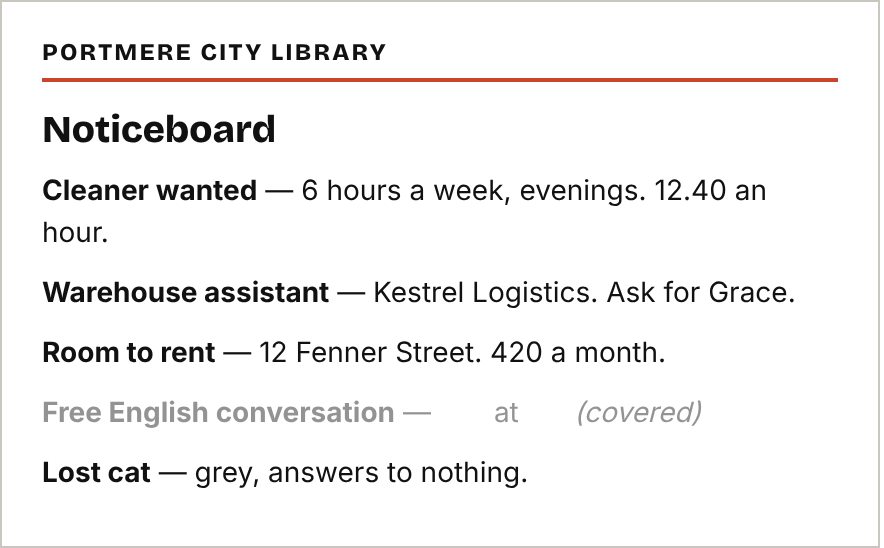 PORTMERE CITY LIBRARY
Noticeboard
Cleaner wanted — 6 hours a week, evenings. 12.40 an
hour.
Warehouse assistant — Kestrel Logistics. Ask for Grace.
Room to rent — 12 Fenner Street. 420 a month.
Free English conversation — at (covered)
Lost cat — grey, answers to nothing.